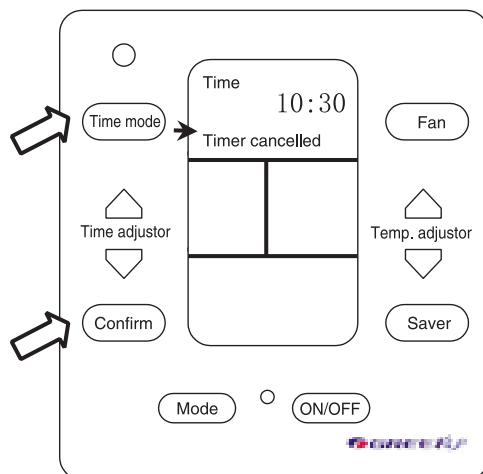 Time
10:30
Time mode
Timer cancelled
Fan
Time adjustor
Temp. adjustor
Confirm
Saver
Mode
ON/OFF